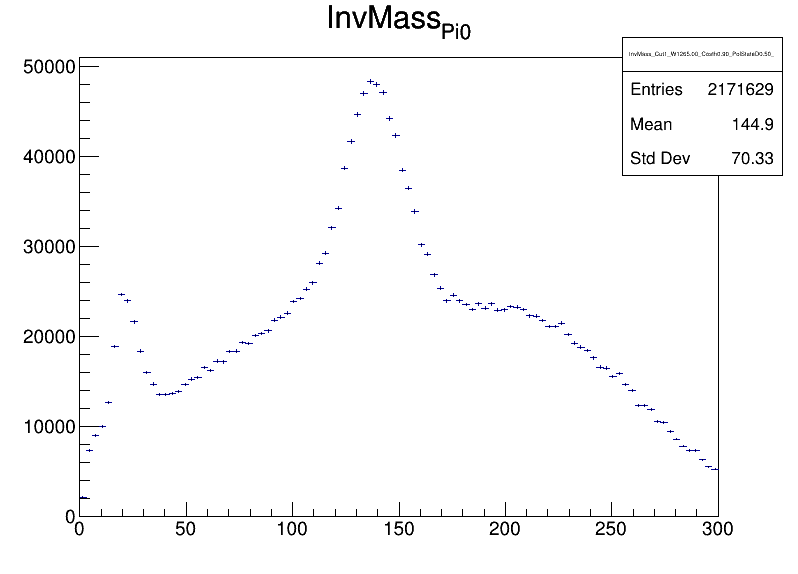 InvMass_Pi0
InvMass_Cut1_W1265.00_Costh0.90_PolState0.50_
Entries 2171629
Mean 144.9
Std Dev 70.33
50000
40000
30000
20000
10000
0
0 50 100 150 200 250 300